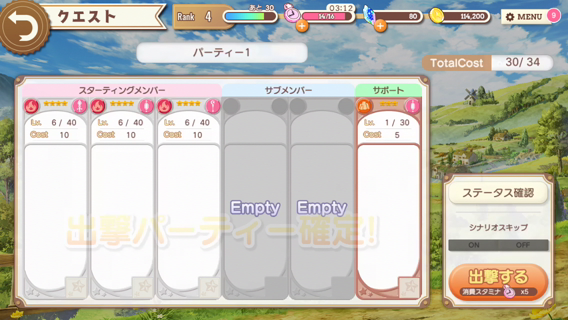 クエスト
Rank 4
あと 30
14/16
03:12
80
114,200
MENU 9
パーティー1
TotalCost 30/ 34
スターティングメンバー
サブメンバー
サポート
Lv. 6 / 40
Cost 10
Lv. 6 / 40
Cost 10
Lv. 6 / 40
Cost 10
Lv. 1 / 30
Cost 5
Empty
Empty
出撃パーティー確定!
ステータス確認
シナリオスキップ
ON OFF
出撃する
消費スタミナ x5